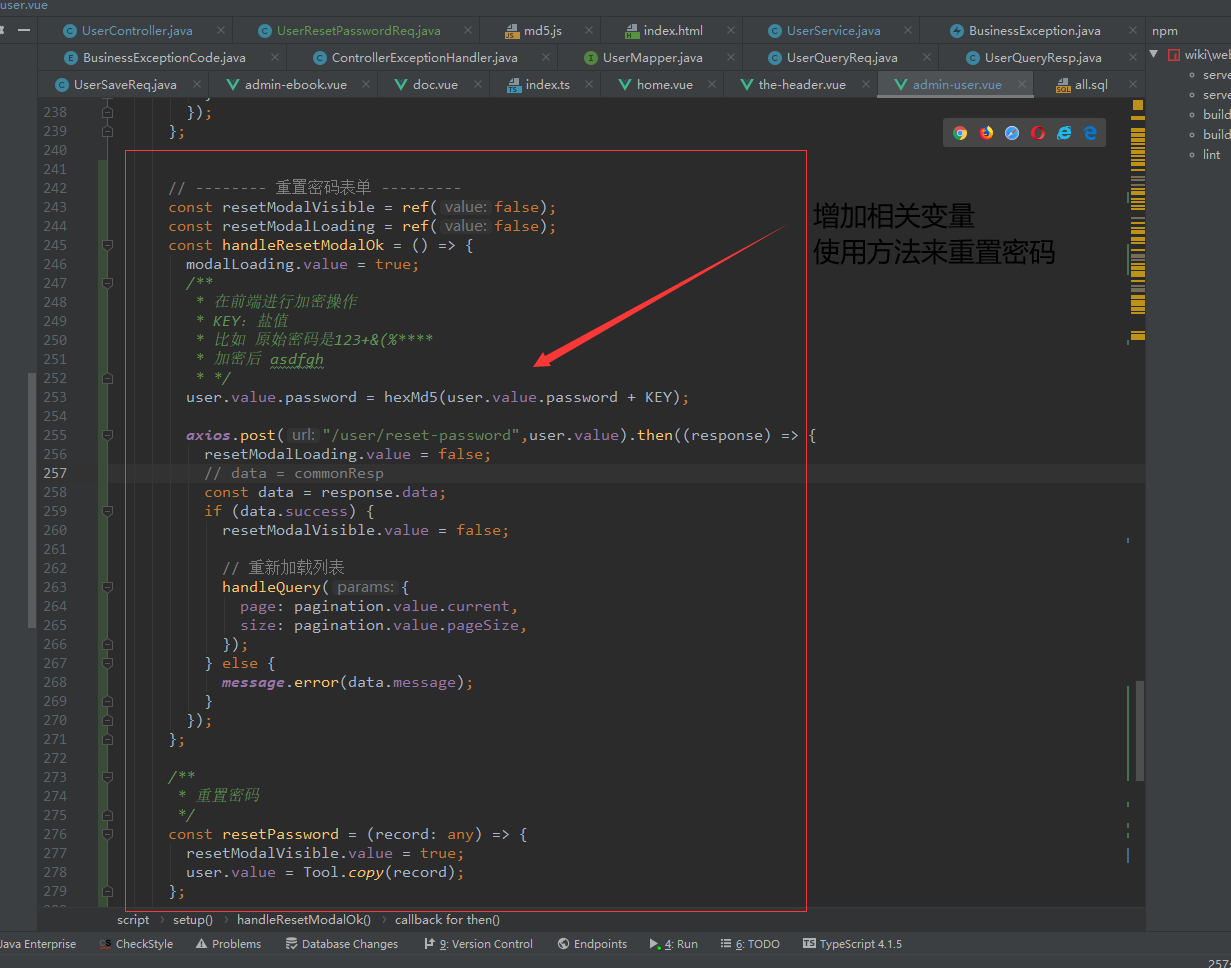 user.vue
UserController.java
UserResetPasswordReq.java
md5.js
index.html
UserService.java
BusinessException.java
npm
BusinessExceptionCode.java
ControllerExceptionHandler.java
UserMapper.java
UserQueryReq.java
UserQueryResp.java
UserSaveReq.java
admin-ebook.vue
doc.vue
index.ts
home.vue
the-header.vue
admin-user.vue
all.sql
wiki\wel
serve
serve
build
build
lint
238 });
239 };
240
241
242 // -------- 重置密码表单 ---------
243 const resetModalVisible = ref( value: false);
244 const resetModalLoading = ref( value: false);
245 const handleResetModalOk = () => {
246 modalLoading.value = true;
247 /**
248 * 在前端进行加密操作
249 * KEY: 盐值
250 * 比如 原始密码是123+&(%****
251 * 加密后 asdfgh
252 * */
253 user.value.password = hexMd5(user.value.password + KEY);
254
255 axios.post( url: "/user/reset-password",user.value).then((response) => {
256 resetModalLoading.value = false;
257 // data = commonResp
258 const data = response.data;
259 if (data.success) {
260 resetModalVisible.value = false;
261
262 // 重新加载列表
263 handleQuery( params: {
264 page: pagination.value.current,
265 size: pagination.value.pageSize,
266 });
267 } else {
268 message.error(data.message);
269 }
270 });
271 };
272
273 /**
274 * 重置密码
275 */
276 const resetPassword = (record: any) => {
277 resetModalVisible.value = true;
278 user.value = Tool.copy(record);
279 };
增加相关变量
使用方法来重置密码
script › setup() › handleResetModalOk() › callback for then()
Java Enterprise
CheckStyle
Problems
Database Changes
9: Version Control
Endpoints
4: Run
6: TODO
TypeScript 4.1.5